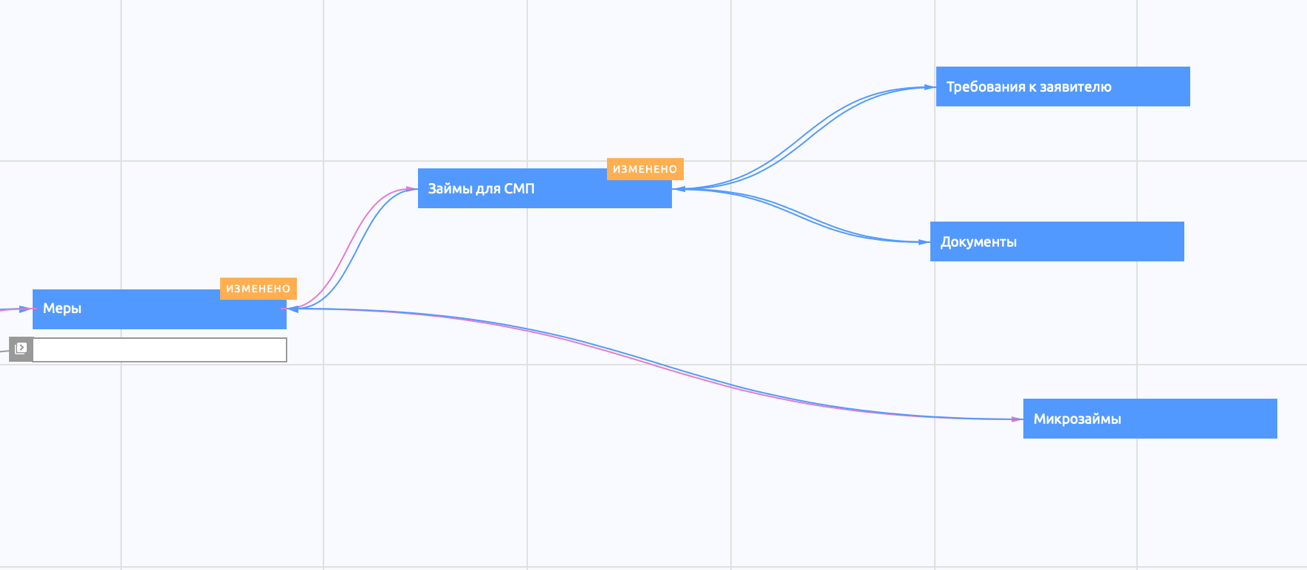 Требования к заявителю
ИЗМЕНЕНО
Займы для СМП
Документы
ИЗМЕНЕНО
Меры
Микрозаймы